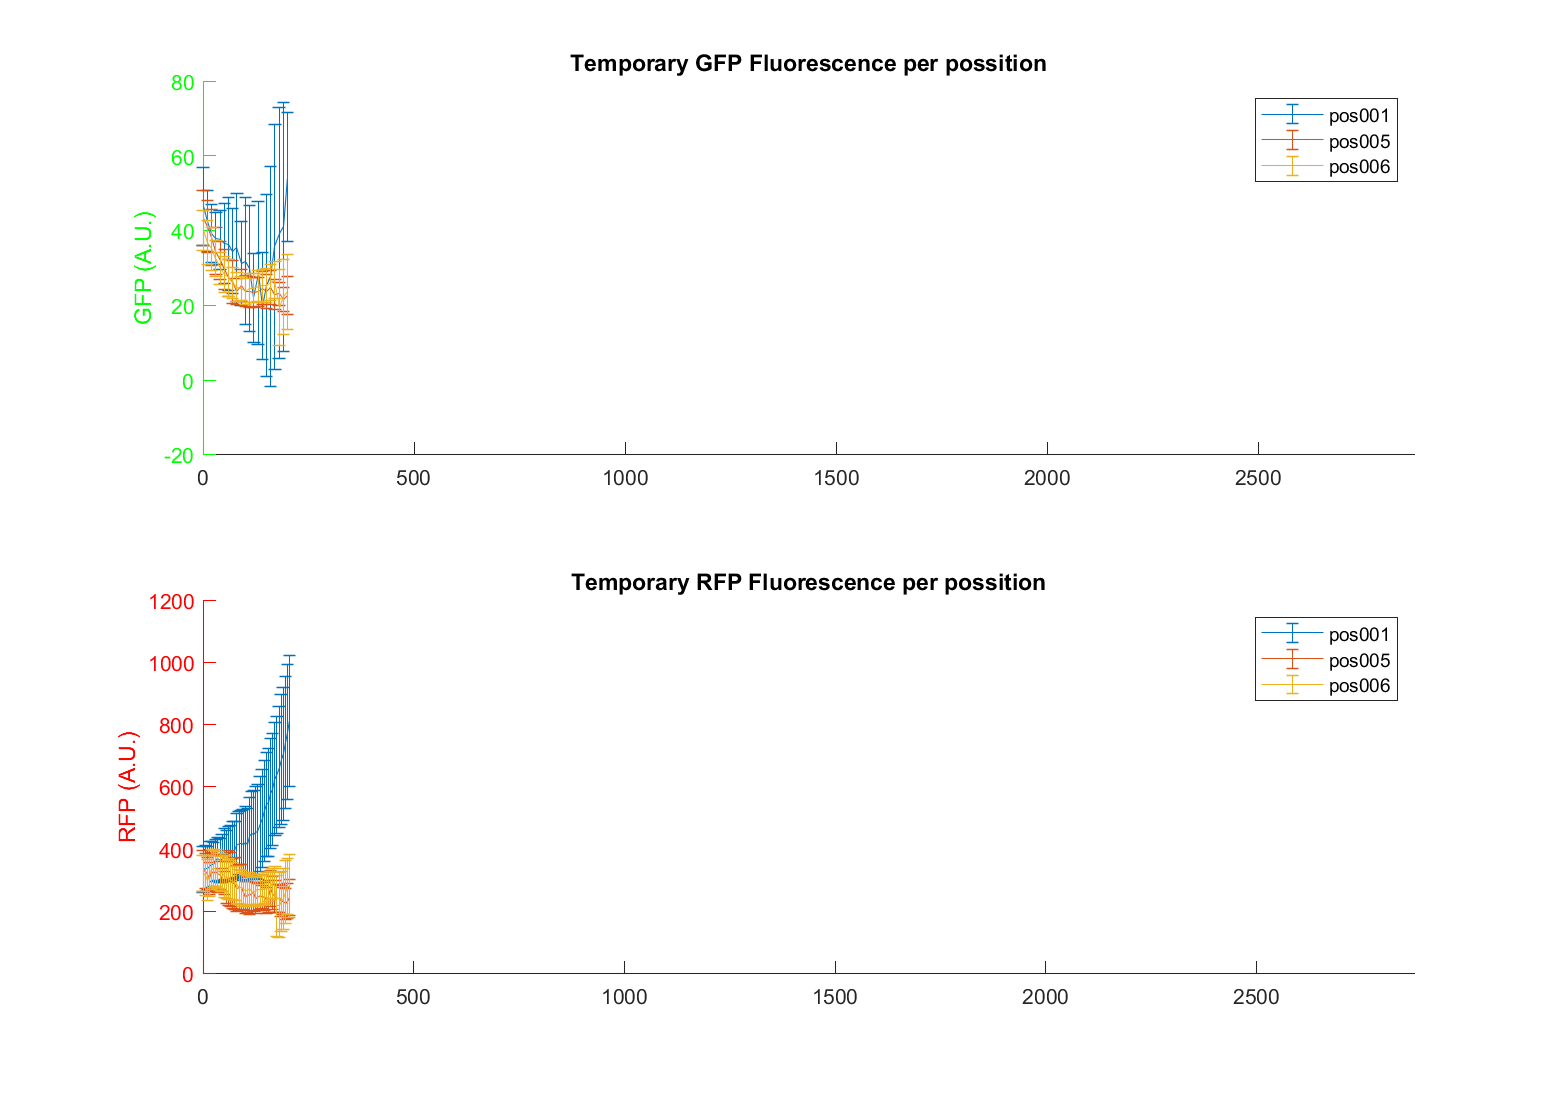 Temporary GFP Fluorescence per possition
80
60
40
20
0
-20
GFP (A.U.)
0 500 1000 1500 2000 2500
pos001
pos005
pos006
Temporary RFP Fluorescence per possition
1200
1000
800
600
400
200
0
RFP (A.U.)
0 500 1000 1500 2000 2500
pos001
pos005
pos006